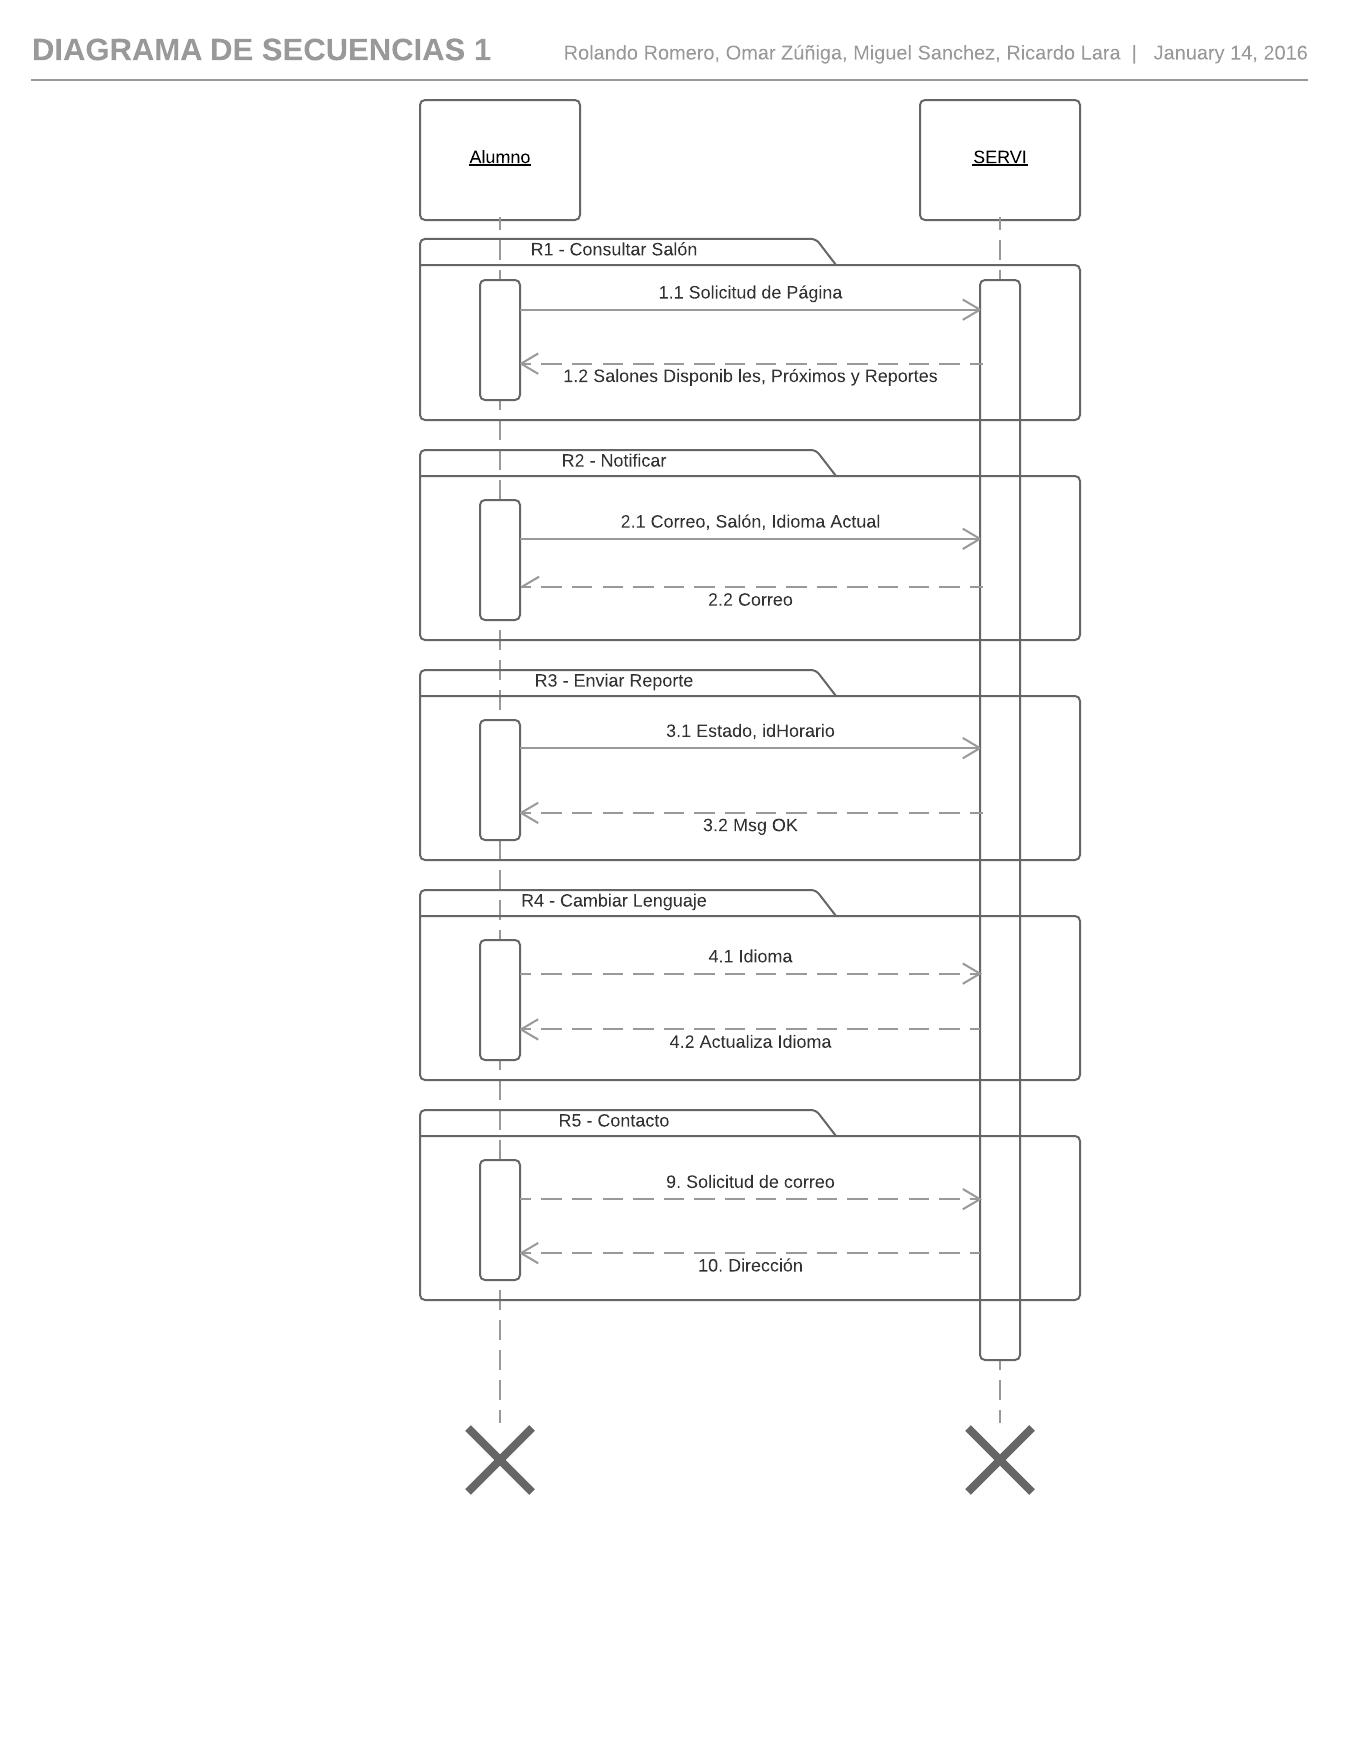 DIAGRAMA DE SECUENCIAS 1
Rolando Romero, Omar Zúñiga, Miguel Sanchez, Ricardo Lara | January 14, 2016
Alumno
SERVI
R1 - Consultar Salón
1.1 Solicitud de Página
1.2 Salones Disponib les, Próximos y Reportes
R2 - Notificar
2.1 Correo, Salón, Idioma Actual
2.2 Correo
R3 - Enviar Reporte
3.1 Estado, idHorario
3.2 Msg OK
R4 - Cambiar Lenguaje
4.1 Idioma
4.2 Actualiza Idioma
R5 - Contacto
9. Solicitud de correo
10. Dirección